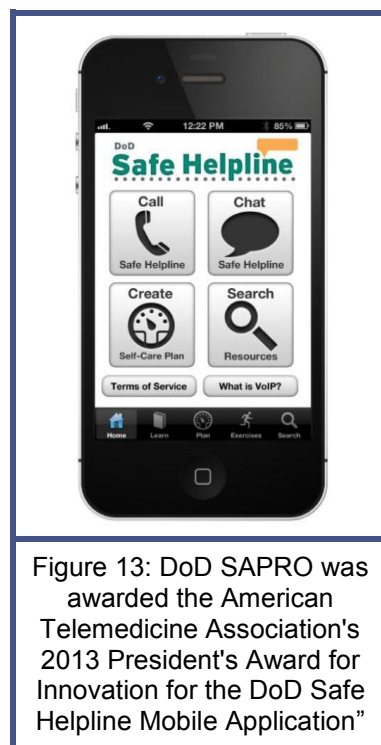 12:22 PM 85%
DoD
Safe Helpline
Call
Safe Helpline
Chat
Safe Helpline
Create
Self-Care Plan
Search
Resources
Terms of Service
What is VoIP?
Home Learn Plan Exercises Search
Figure 13: DoD SAPRO was
awarded the American
Telemedicine Association's
2013 President's Award for
Innovation for the DoD Safe
Helpline Mobile Application”